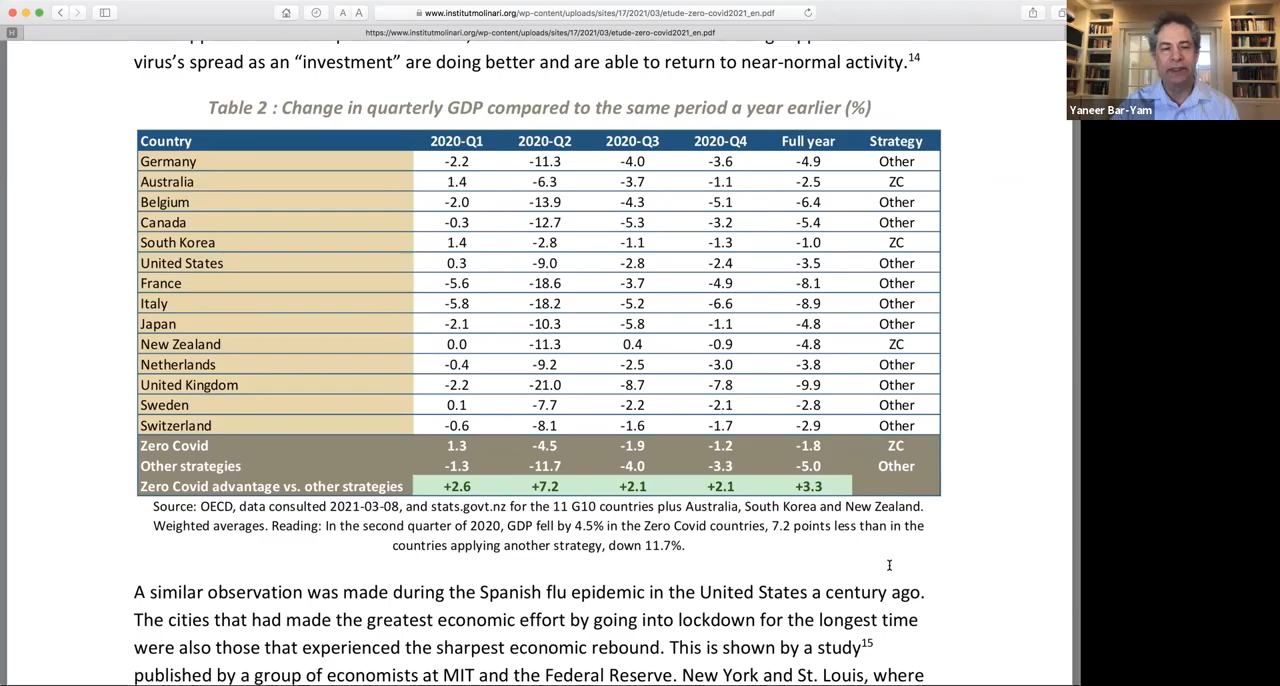 A A
www.institutmolinari.org/wp-content/uploads/sites/17/2021/03/etude-zero-covid2021_en.pdf
https://www.institutmolinari.org/wp-content/uploads/sites/17/2021/03/etude-zero-covid2021_en.pdf
Yaneer Bar-Yam
virus’s spread as an “investment” are doing better and are able to return to near-normal activity.14
Table 2 : Change in quarterly GDP compared to the same period a year earlier (%)
Country 2020-Q1 2020-Q2 2020-Q3 2020-Q4 Full year Strategy
Germany -2.2 -11.3 -4.0 -3.6 -4.9 Other
Australia 1.4 -6.3 -3.7 -1.1 -2.5 ZC
Belgium -2.0 -13.9 -4.3 -5.1 -6.4 Other
Canada -0.3 -12.7 -5.3 -3.2 -5.4 Other
South Korea 1.4 -2.8 -1.1 -1.3 -1.0 ZC
United States 0.3 -9.0 -2.8 -2.4 -3.5 Other
France -5.6 -18.6 -3.7 -4.9 -8.1 Other
Italy -5.8 -18.2 -5.2 -6.6 -8.9 Other
Japan -2.1 -10.3 -5.8 -1.1 -4.8 Other
New Zealand 0.0 -11.3 0.4 -0.9 -4.8 ZC
Netherlands -0.4 -9.2 -2.5 -3.0 -3.8 Other
United Kingdom -2.2 -21.0 -8.7 -7.8 -9.9 Other
Sweden 0.1 -7.7 -2.2 -2.1 -2.8 Other
Switzerland -0.6 -8.1 -1.6 -1.7 -2.9 Other
Zero Covid 1.3 -4.5 -1.9 -1.2 -1.8 ZC
Other strategies -1.3 -11.7 -4.0 -3.3 -5.0 Other
Zero Covid advantage vs. other strategies +2.6 +7.2 +2.1 +2.1 +3.3
Source: OECD, data consulted 2021-03-08, and stats.govt.nz for the 11 G10 countries plus Australia, South Korea and New Zealand.
Weighted averages. Reading: In the second quarter of 2020, GDP fell by 4.5% in the Zero Covid countries, 7.2 points less than in the
countries applying another strategy, down 11.7%.
A similar observation was made during the Spanish flu epidemic in the United States a century ago.
The cities that had made the greatest economic effort by going into lockdown for the longest time
were also those that experienced the sharpest economic rebound. This is shown by a study15
published by a group of economists at MIT and the Federal Reserve. New York and St. Louis, where